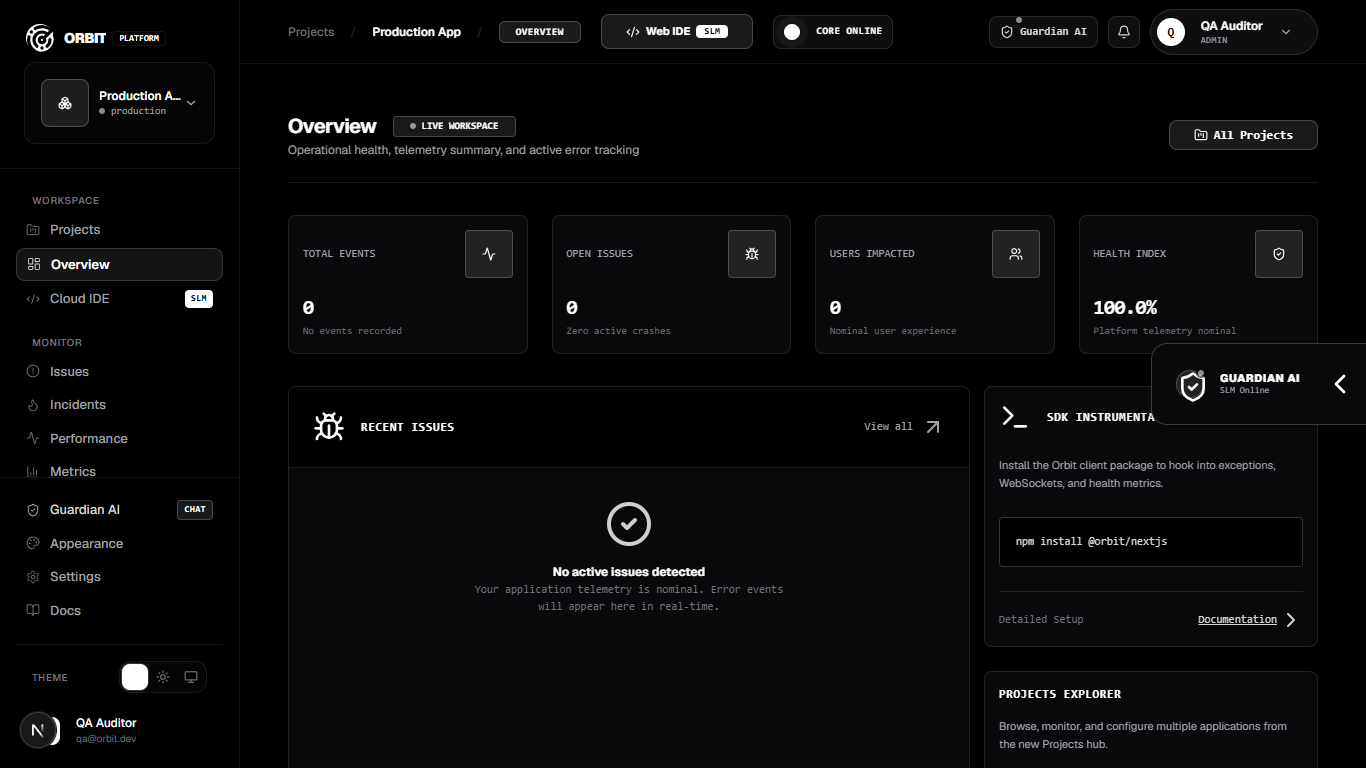 ORBIT PLATFORM
Production A...
production
WORKSPACE
Projects
Overview
Cloud IDE SLM
MONITOR
Issues
Incidents
Performance
Metrics
Guardian AI CHAT
Appearance
Settings
Docs
THEME
N
QA Auditor
qa@orbit.dev
Projects / Production App / OVERVIEW
</> Web IDE SLM
CORE ONLINE
Guardian AI
Q
QA Auditor
ADMIN
Overview LIVE WORKSPACE
Operational health, telemetry summary, and active error tracking
All Projects
TOTAL EVENTS
0
No events recorded
OPEN ISSUES
0
Zero active crashes
USERS IMPACTED
0
Nominal user experience
HEALTH INDEX
100.0%
Platform telemetry nominal
GUARDIAN AI
SLM Online
RECENT ISSUES
View all
No active issues detected
Your application telemetry is nominal. Error events
will appear here in real-time.
SDK INSTRUMENTA
Install the Orbit client package to hook into exceptions,
WebSockets, and health metrics.
npm install @orbit/nextjs
Detailed Setup
Documentation
PROJECTS EXPLORER
Browse, monitor, and configure multiple applications from
the new Projects hub.